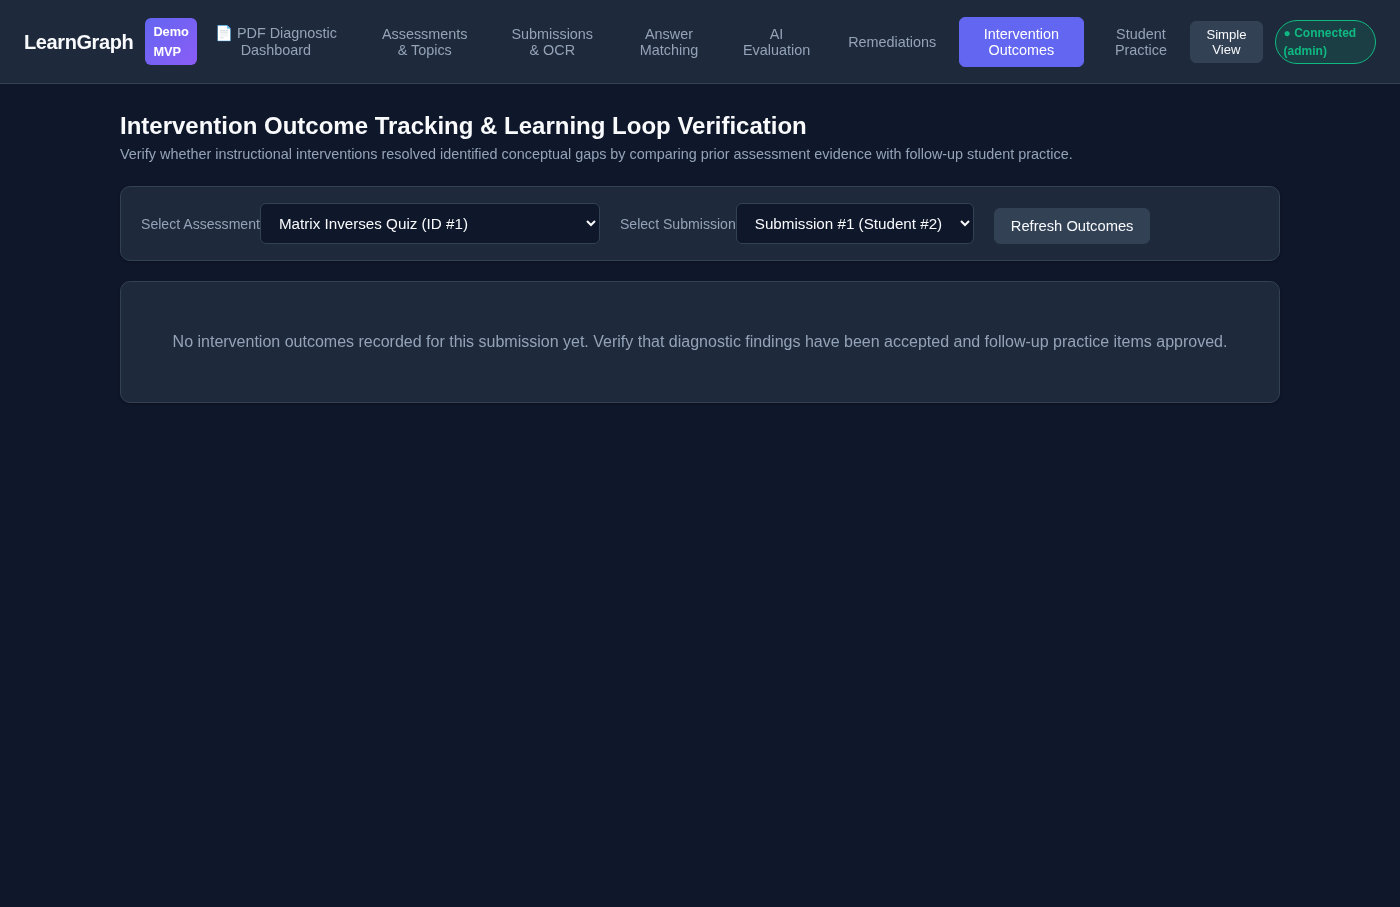 LearnGraph
Demo
MVP
📄 PDF Diagnostic
Dashboard
Assessments
& Topics
Submissions
& OCR
Answer
Matching
AI
Evaluation
Remediations
Intervention
Outcomes
Student
Practice
Simple
View
● Connected
(admin)
Intervention Outcome Tracking & Learning Loop Verification
Verify whether instructional interventions resolved identified conceptual gaps by comparing prior assessment evidence with follow-up student practice.
Select Assessment Matrix Inverses Quiz (ID #1) Select Submission Submission #1 (Student #2) Refresh Outcomes
No intervention outcomes recorded for this submission yet. Verify that diagnostic findings have been accepted and follow-up practice items approved.